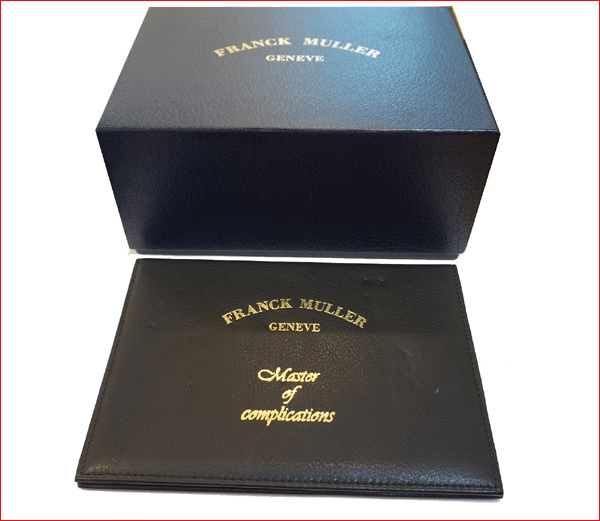 FRANCK MULLER
GENEVE
FRANCK MULLER
GENEVE
Master
of
complications